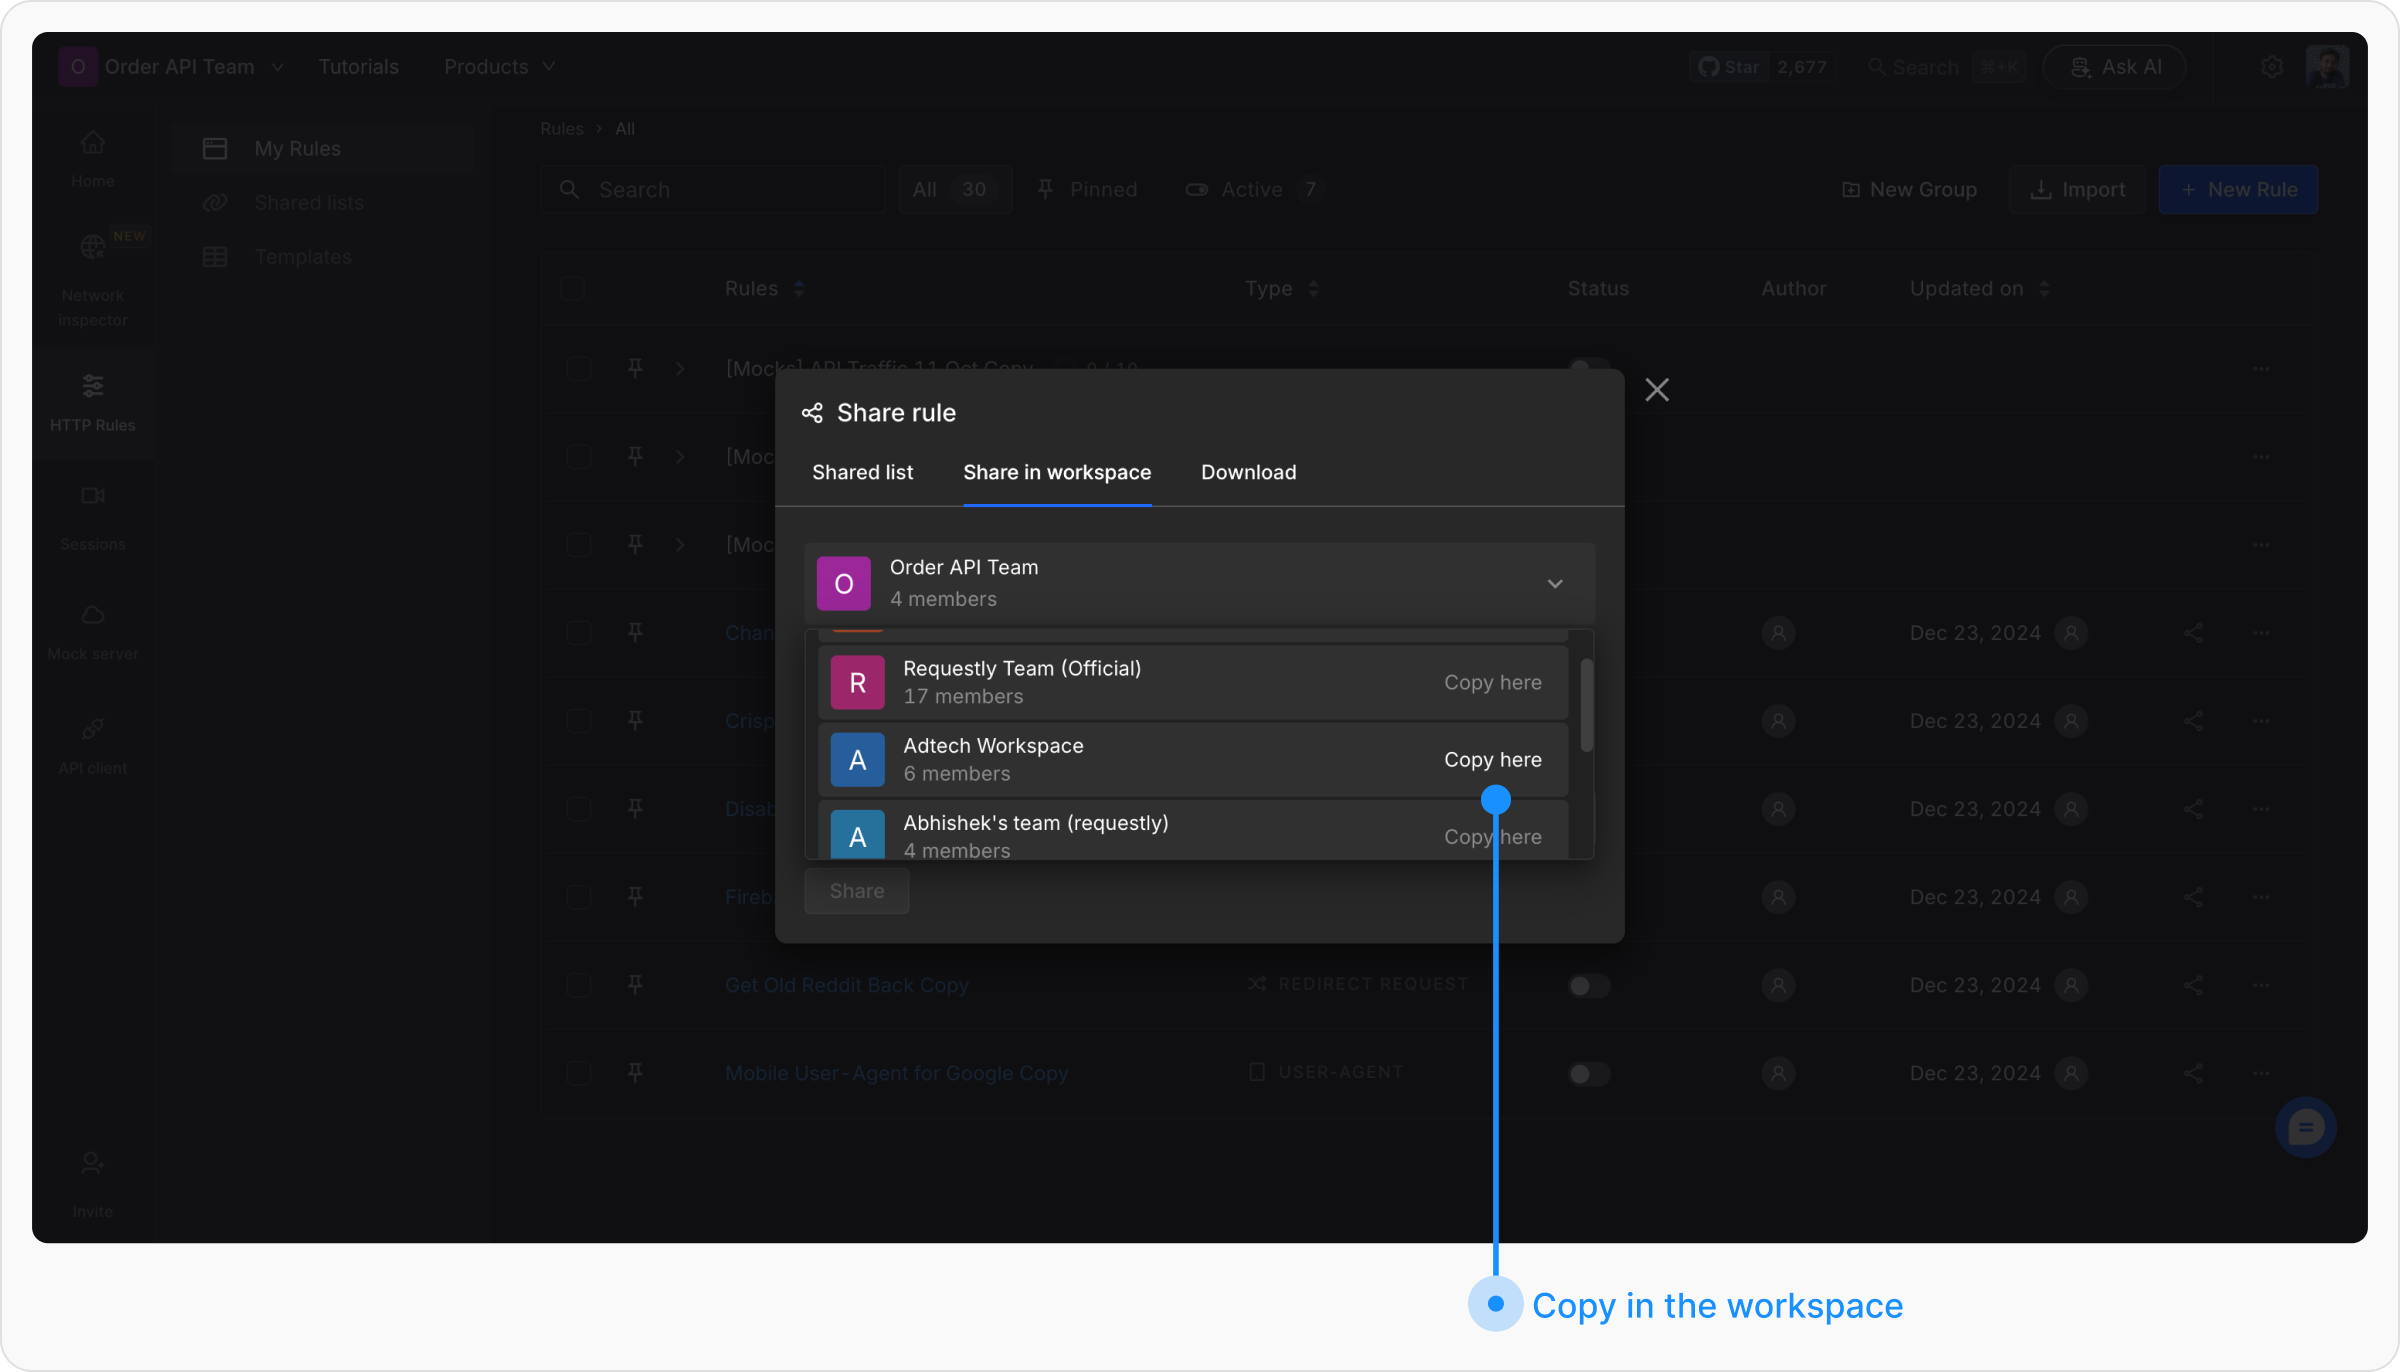 O Order API Team Tutorials Products Star 2,677 Search ⌘+K Ask AI
Home
NEW
Network
inspector
HTTP Rules
Sessions
Mock server
API client
Invite
My Rules
Shared lists
Templates
Rules > All
Search All 30 Pinned Active 7 New Group Import + New Rule
Rules Type Status Author Updated on
[Mocks] API Traffic 11 Oct Copy 0 / 10
[Moc
[Moc
Chan Dec 23, 2024
Crisp Dec 23, 2024
Disab Dec 23, 2024
Fireb Dec 23, 2024
Get Old Reddit Back Copy REDIRECT REQUEST Dec 23, 2024
Mobile User-Agent for Google Copy USER-AGENT Dec 23, 2024
Share rule
Shared list Share in workspace Download
O Order API Team
4 members
R Requestly Team (Official)
17 members
Copy here
A Adtech Workspace
6 members
Copy here
A Abhishek's team (requestly)
4 members
Copy here
Share
Copy in the workspace